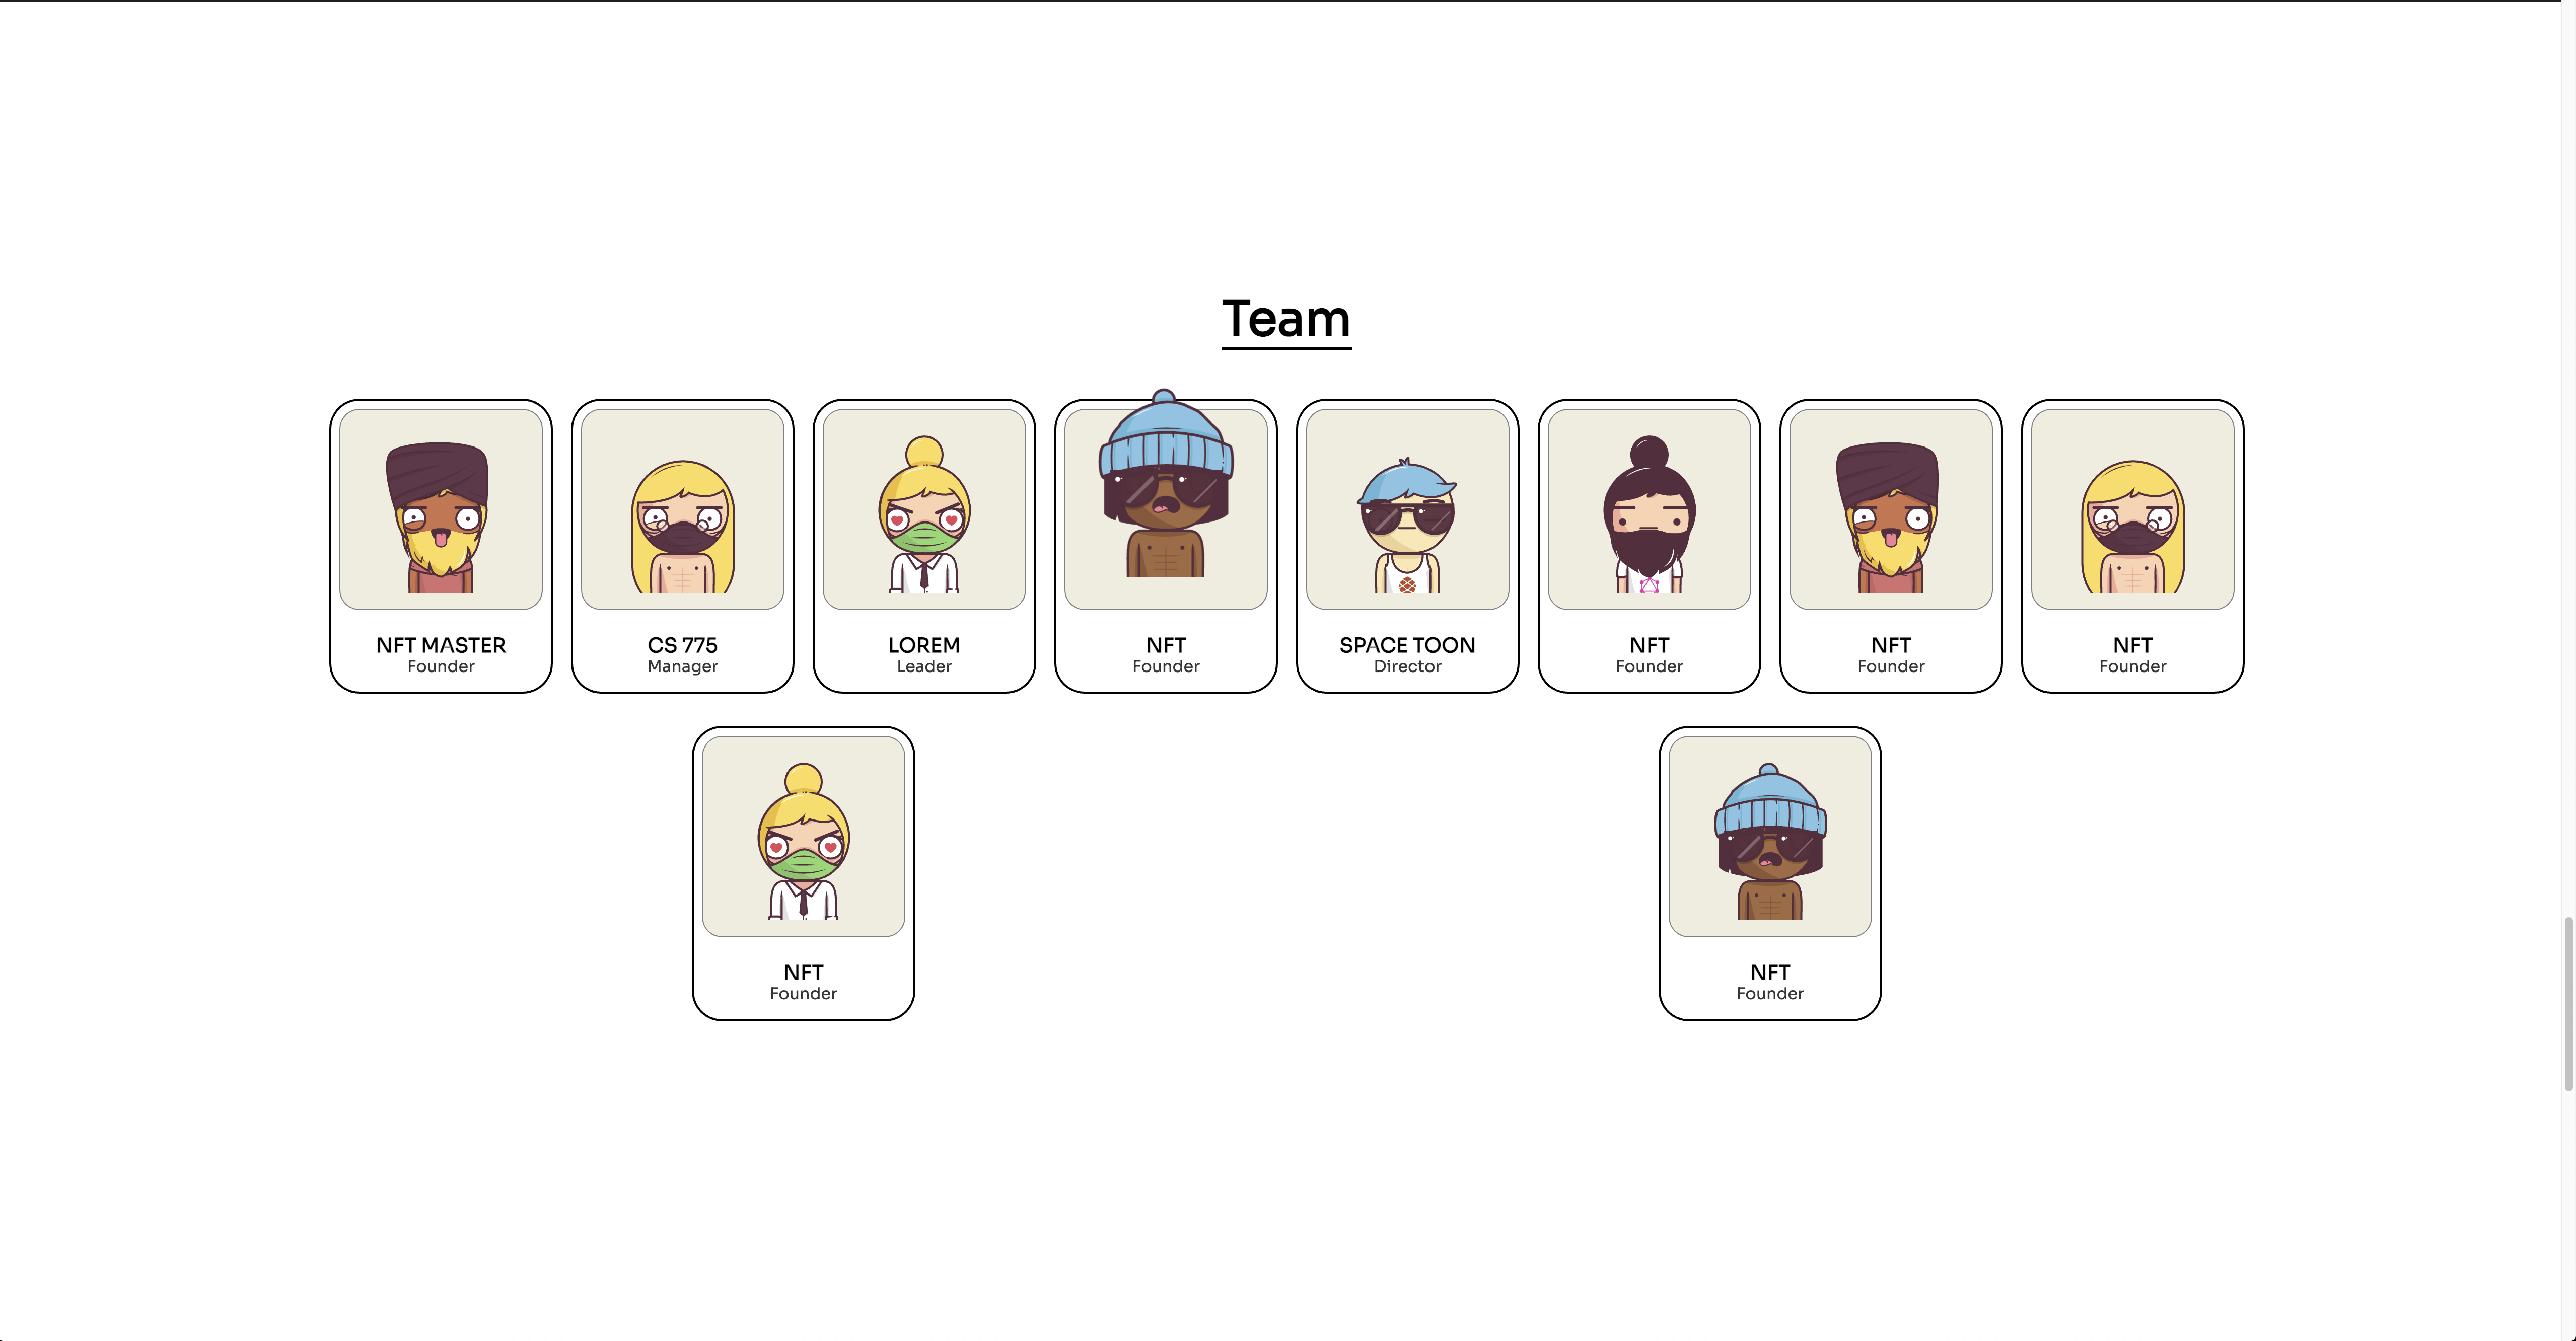 Team
NFT MASTER
Founder
CS 775
Manager
LOREM
Leader
NFT
Founder
SPACE TOON
Director
NFT
Founder
NFT
Founder
NFT
Founder
NFT
Founder
NFT
Founder